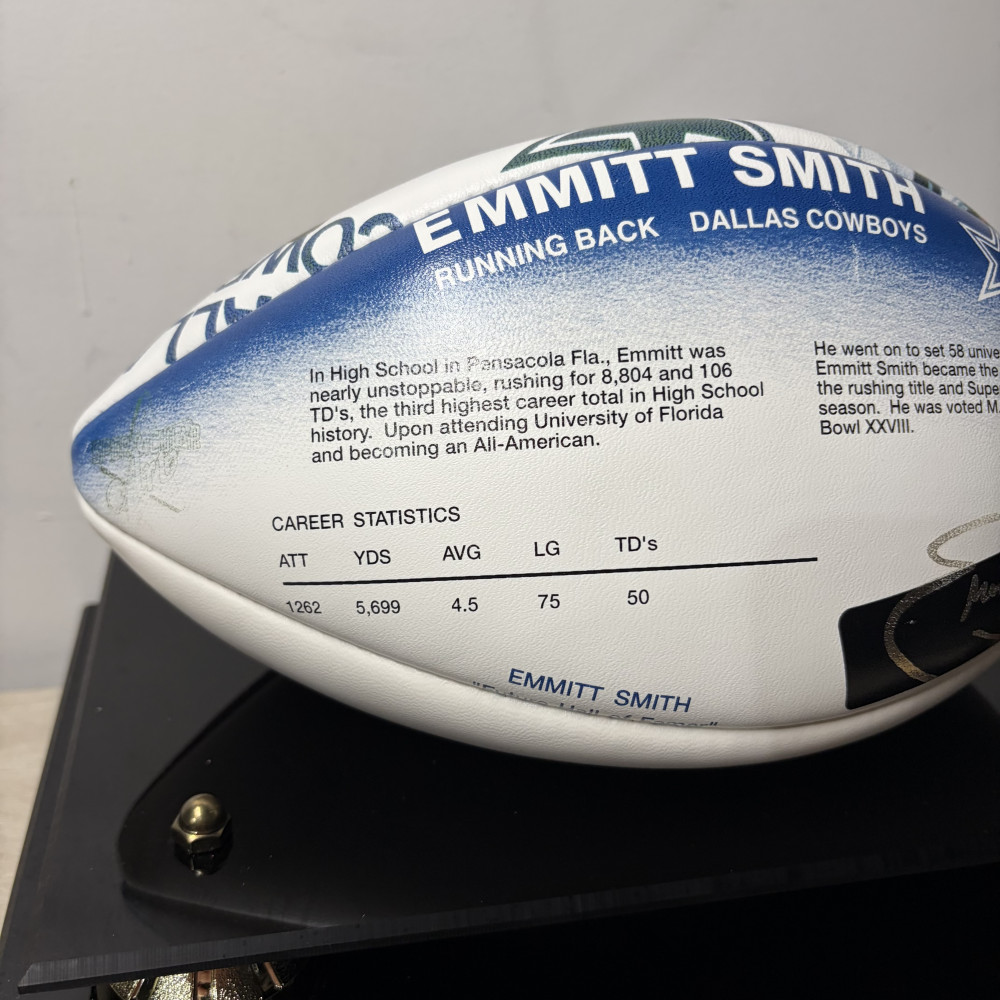 EMMITT SMITH
RUNNING BACK DALLAS COWBOYS
In High School in Pensacola Fla., Emmitt was
nearly unstoppable, rushing for 8,804 and 106
TD's, the third highest career total in High School
history. Upon attending University of Florida
and becoming an All-American.
He went on to set 58
Emmitt Smith became the
the rushing title and
season. He was voted
Bowl XXVIII.
CAREER STATISTICS
ATT YDS AVG LG TD's
1262 5,699 4.5 75 50
EMMITT SMITH
"Future Hall of Famer"